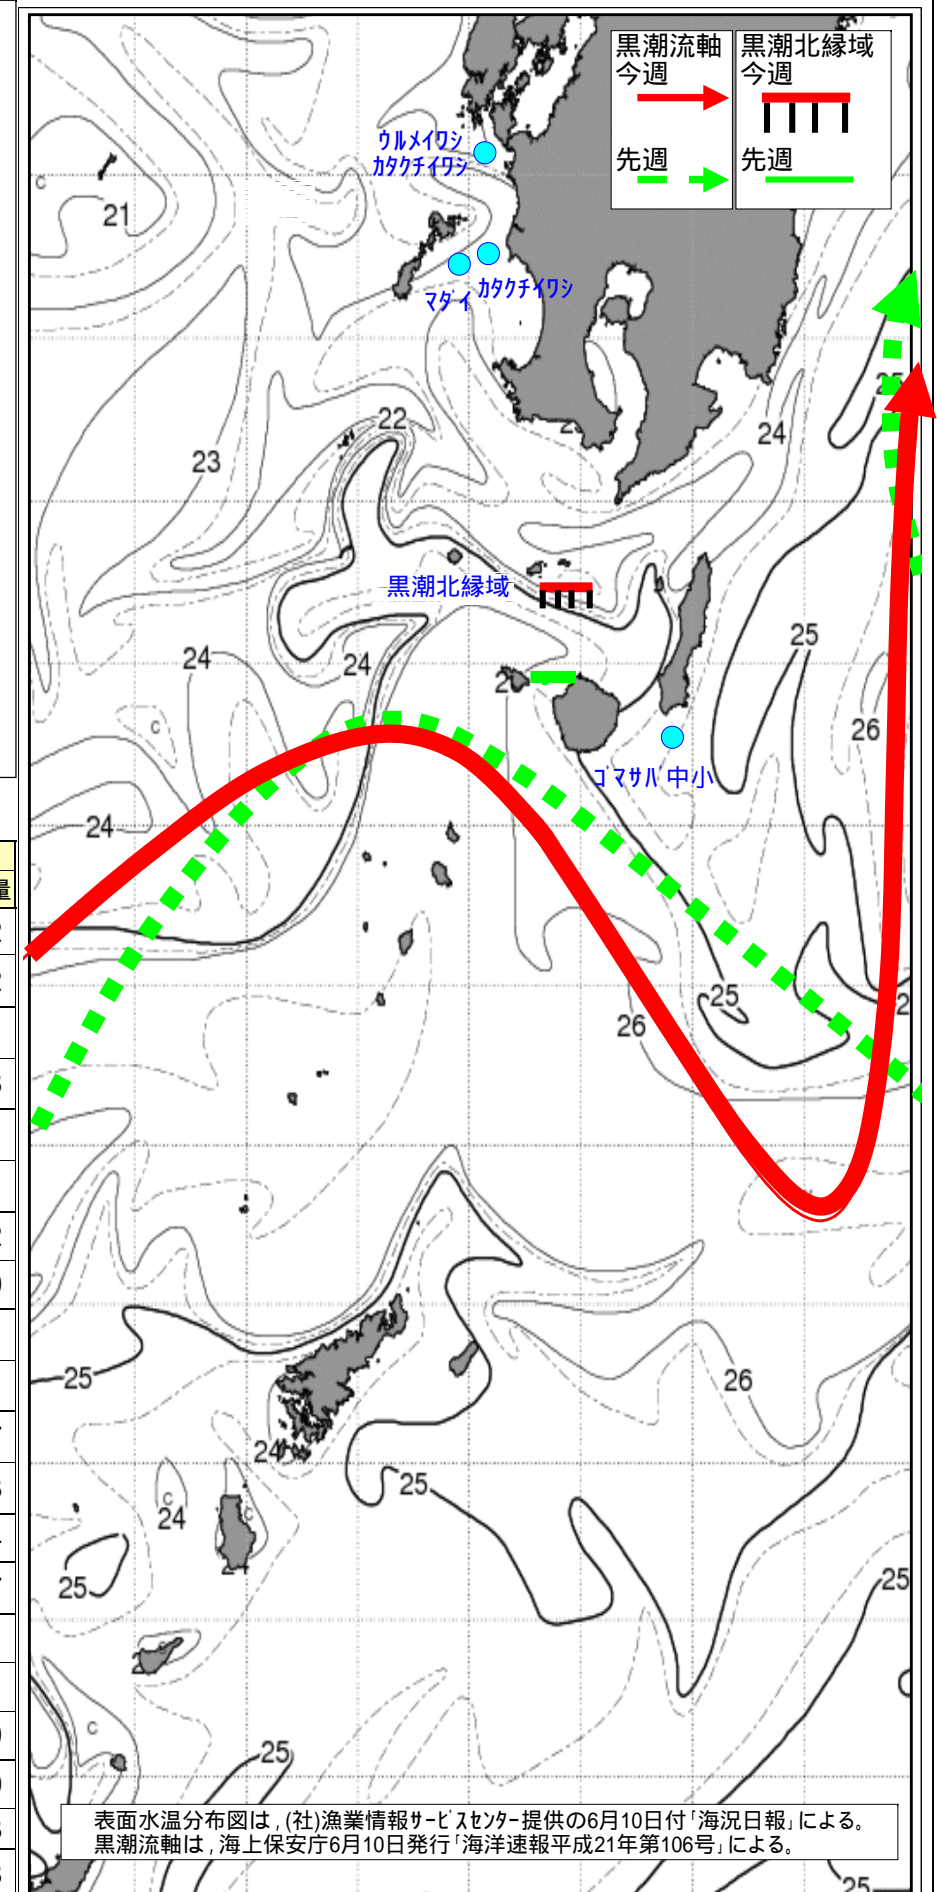 黒潮流軸
今週
先週
黒潮北縁域
今週
先週
ウルメイワシ
カタクチイワシ
21
マダイ
カタクチイワシ
25
22
24
23
黒潮北縁域
25
24
24
26
ゴマサバ中小
24
25
26
25
26
24
25
24
25
25
25
25
量
表面水温分布図は,(社)漁業情報サービスセンター提供の6月10日付「海況日報」による。
黒潮流軸は,海上保安庁6月10日発行「海洋速報平成21年第106号」による。